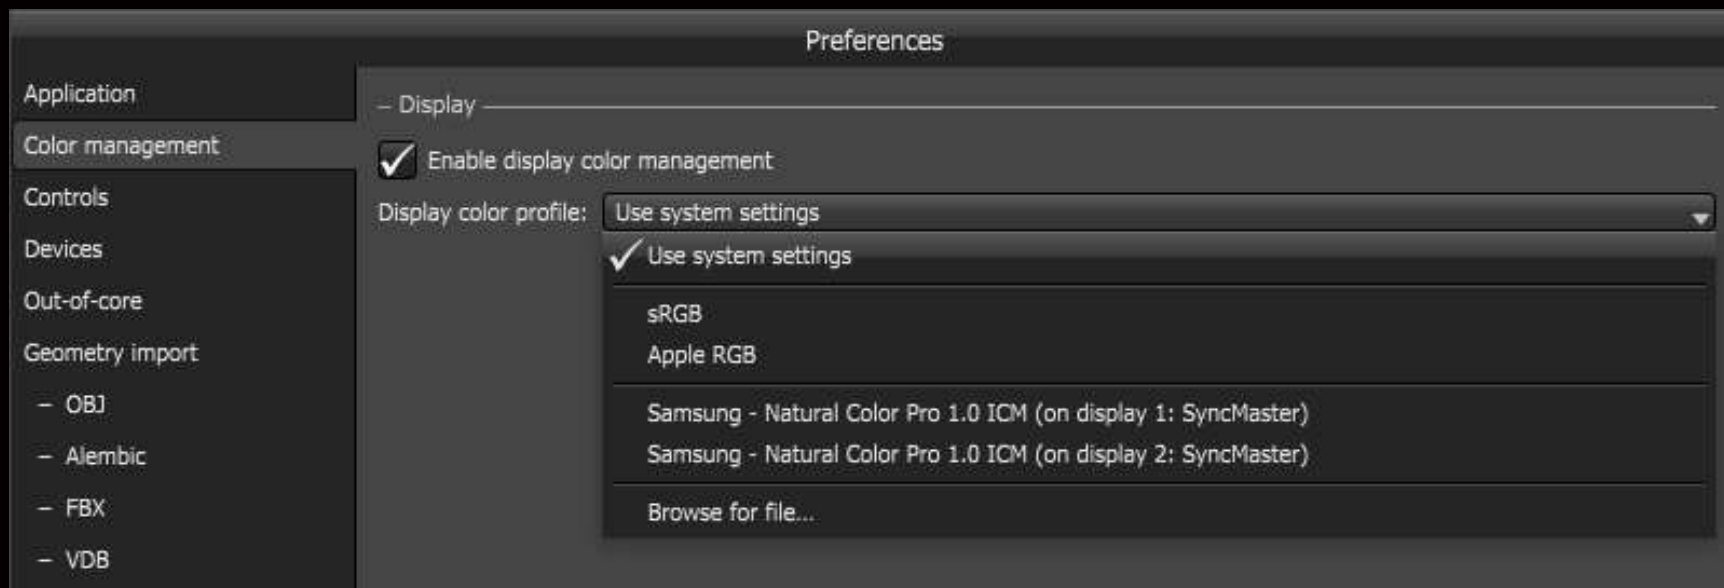 Preferences
Application
Color management
Controls
Devices
Out-of-core
Geometry import
– OBJ
– Alembic
– FBX
– VDB
– Display
Enable display color management
Display color profile: Use system settings
Use system settings
sRGB
Apple RGB
Samsung - Natural Color Pro 1.0 ICM (on display 1: SyncMaster)
Samsung - Natural Color Pro 1.0 ICM (on display 2: SyncMaster)
Browse for file...